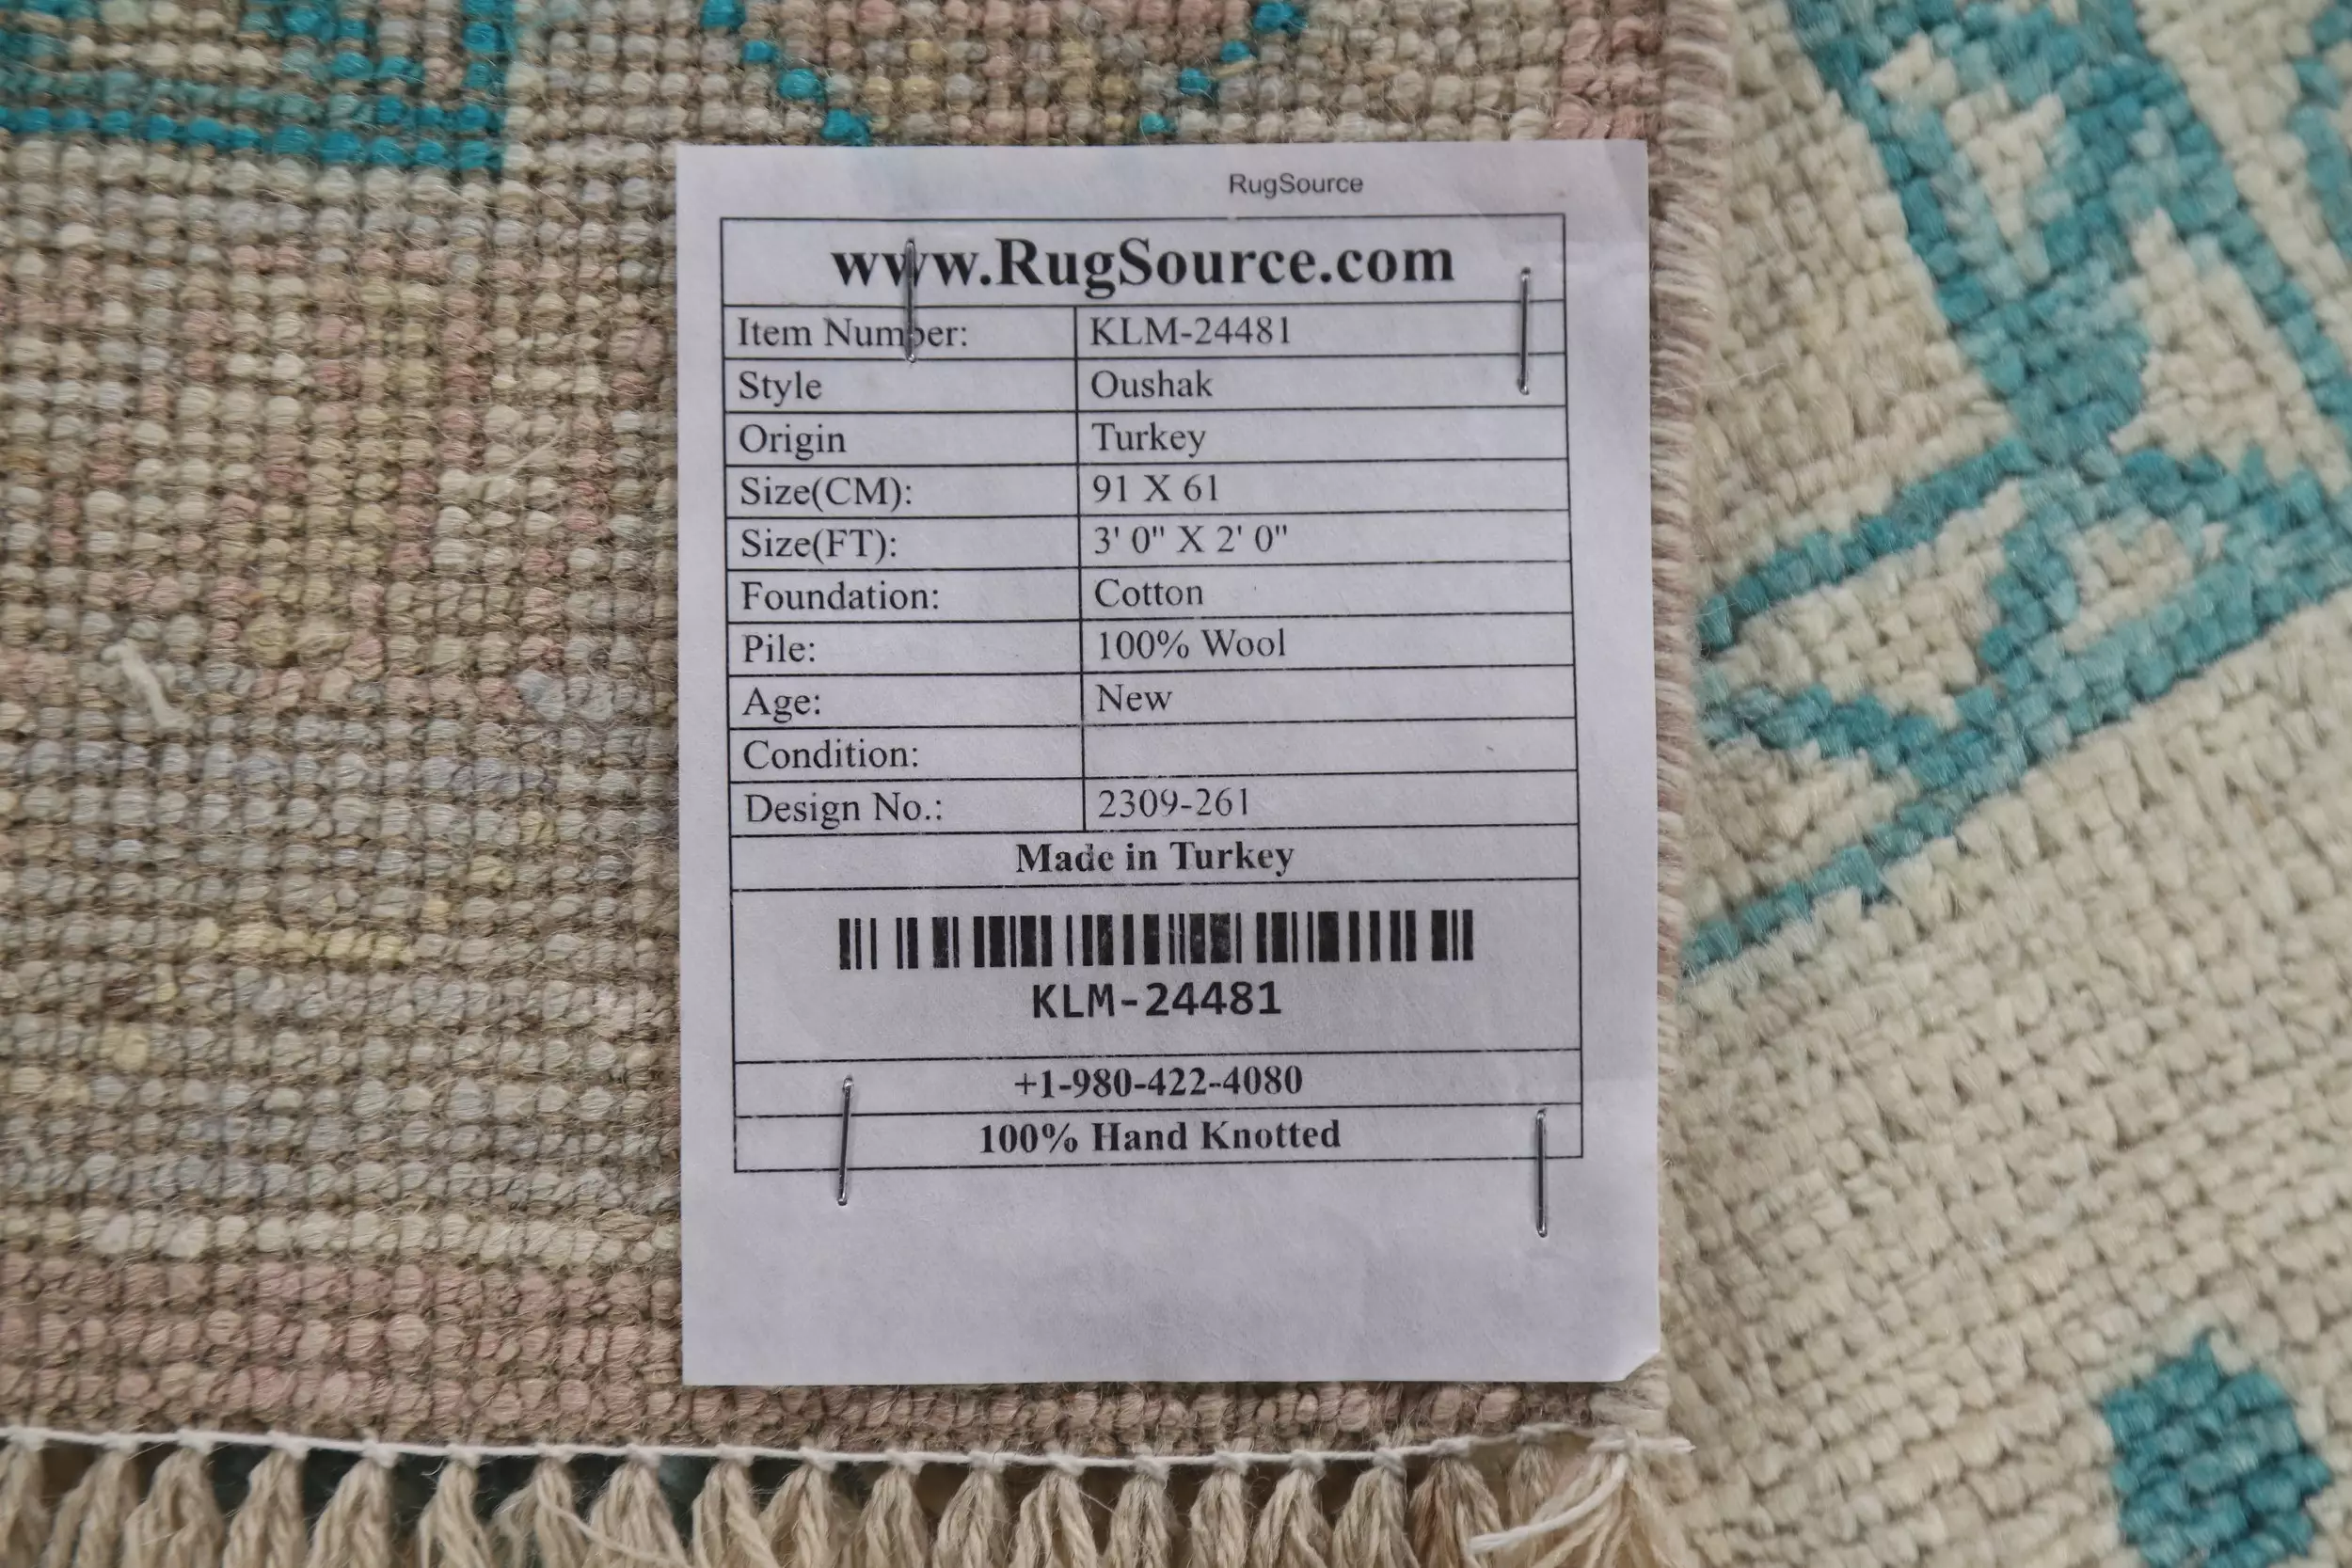 RugSource
www.RugSource.com
Item Number: KLM-24481
Style Oushak
Origin Turkey
Size(CM): 91 X 61
Size(FT): 3' 0" X 2' 0"
Foundation: Cotton
Pile: 100% Wool
Age: New
Condition:
Design No.: 2309-261
Made in Turkey
KLM-24481
+1-980-422-4080
100% Hand Knotted